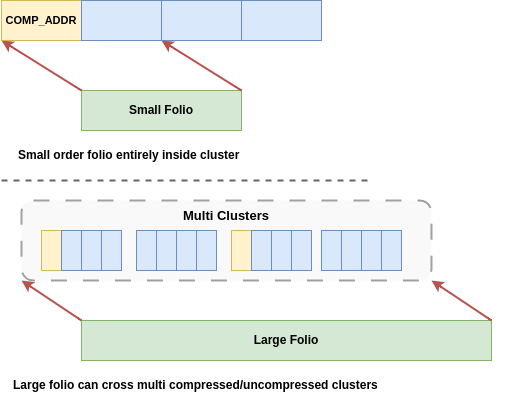 COMP_ADDR
Small Folio
Small order folio entirely inside cluster
Multi Clusters
Large Folio
Large folio can cross multi compressed/uncompressed clusters